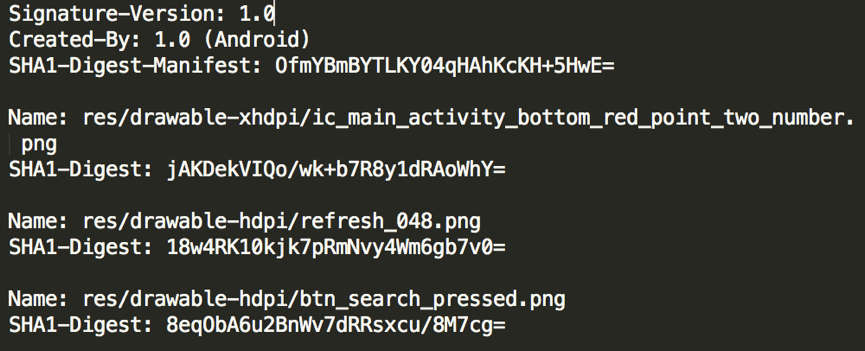 Signature-Version: 1.0
Created-By: 1.0 (Android)
SHA1-Digest-Manifest: OfmYBmBYTLKY04qHAhKcKH+5HwE=
Name: res/drawable-xhdpi/ic_main_activity_bottom_red_point_two_number.
png
SHA1-Digest: jAKDekVIQo/wk+b7R8y1dRAoWhY=
Name: res/drawable-hdpi/refresh_048.png
SHA1-Digest: 18w4RK10kjk7pRmNvy4Wm6gb7v0=
Name: res/drawable-hdpi/btn_search_pressed.png
SHA1-Digest: 8eqObA6u2BnWv7dRRsxcu/8M7cg=